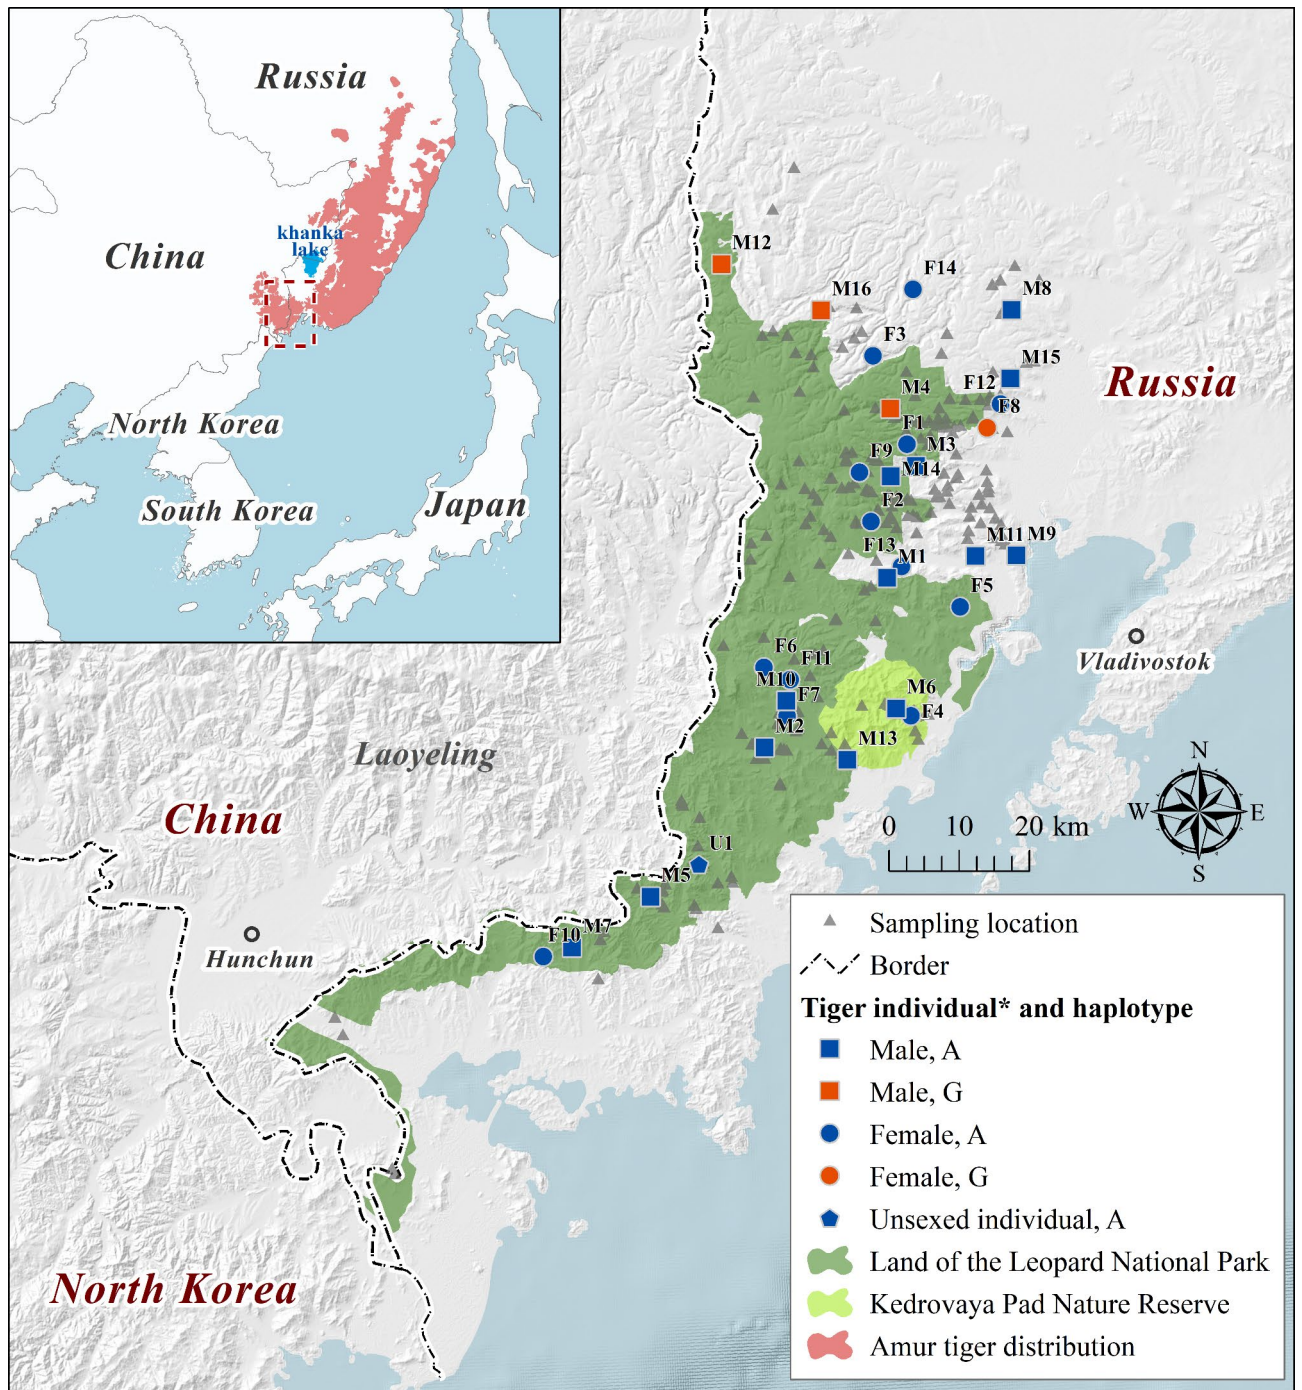 Russia
China
khanka
lake
North Korea
South Korea
Japan
M12
F14
M16
M8
F3
M15
M4
F12
F8
F1
M3
F9
M14
F2
F13
M1
M11
M9
F5
Russia
Vladivostok
F6
F11
M10
F7
M6
F4
M2
M13
Laoyeling
China
U1
M5
M7
F10
Hunchun
North Korea
N
W
E
S
0 10 20 km
Sampling location
Border
Tiger individual* and haplotype
Male, A
Male, G
Female, A
Female, G
Unsexed individual, A
Land of the Leopard National Park
Kedrovaya Pad Nature Reserve
Amur tiger distribution